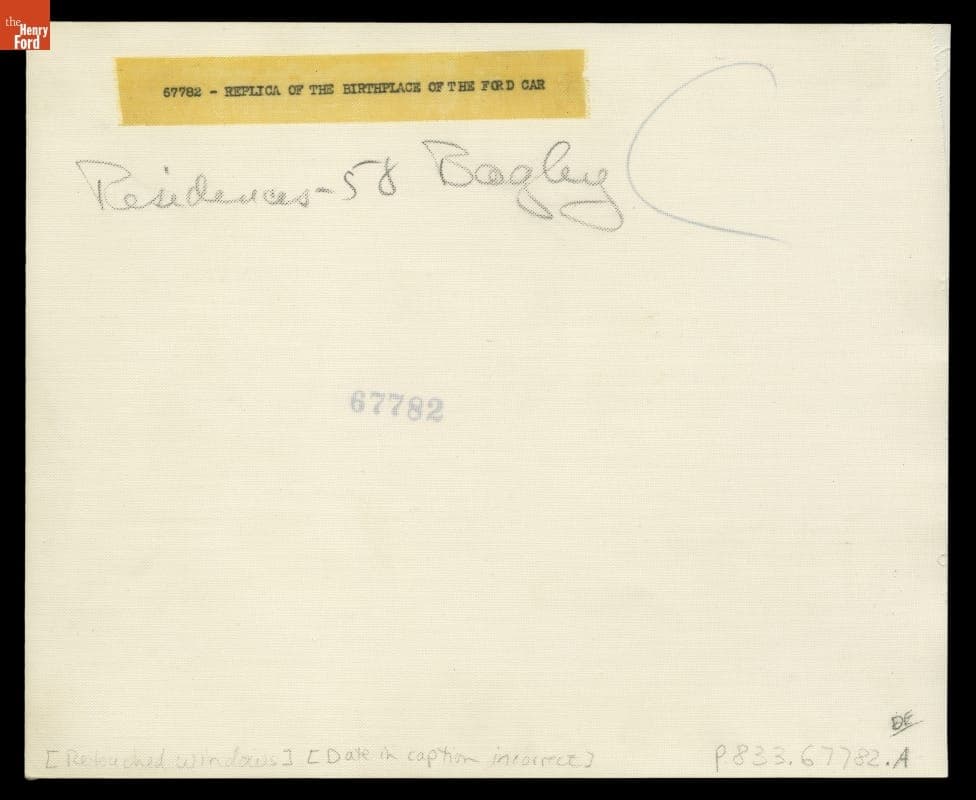 the
Henry
Ford
67782 - REPLICA OF THE BIRTHPLACE OF THE FORD CAR
Residences - 58 Bagley C
67782
DE
[Retouched windows] [Date in caption incorrect]
P833.67782.A